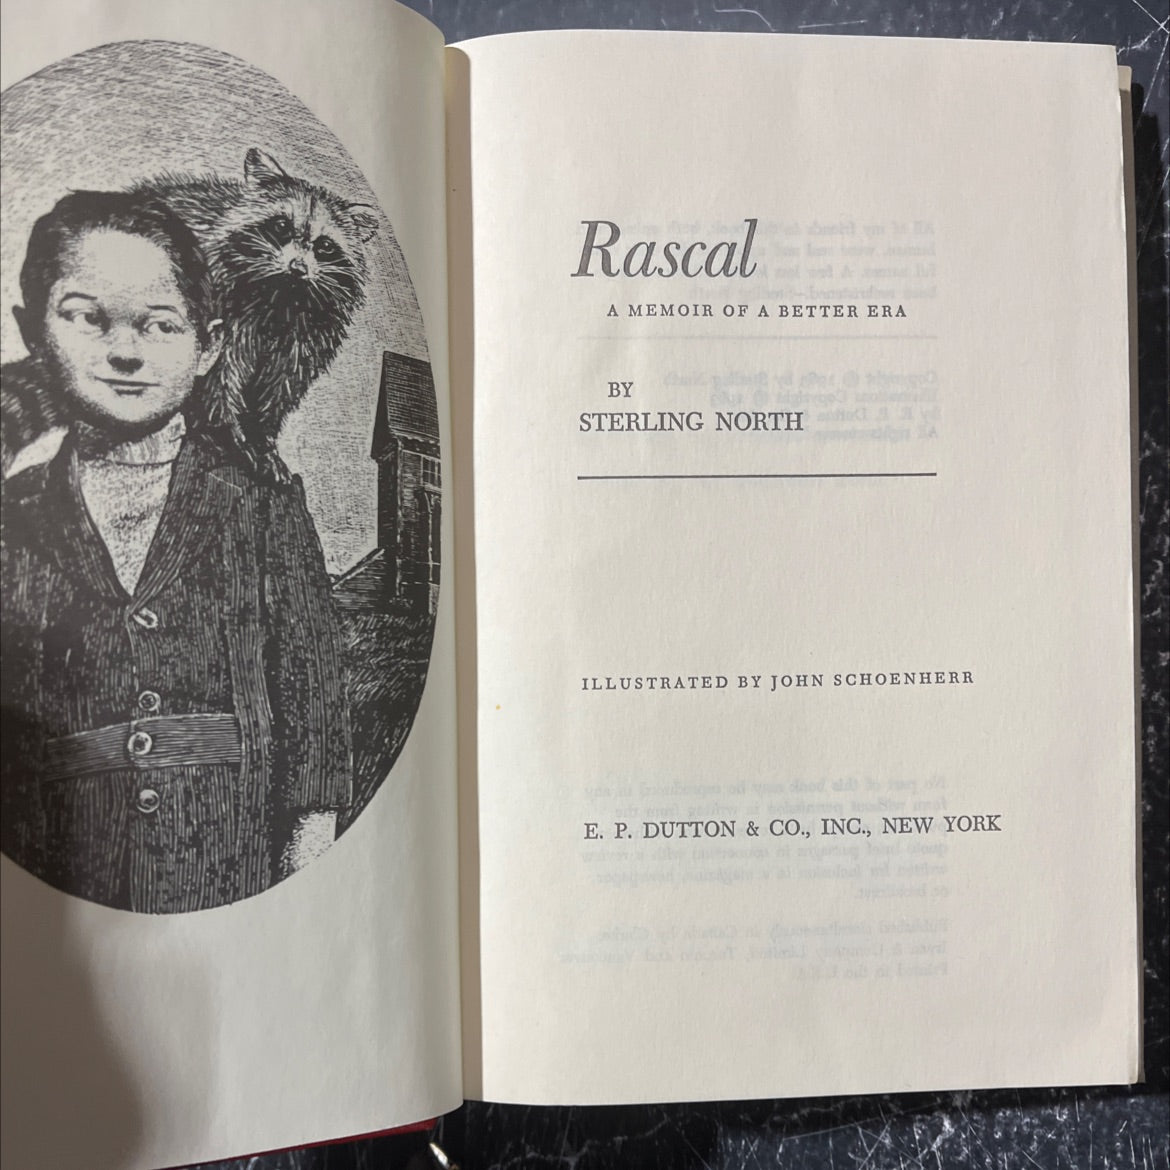 Rascal
A MEMOIR OF A BETTER ERA
BY
STERLING NORTH
ILLUSTRATED BY JOHN SCHOENHERR
E. P. DUTTON & CO., INC., NEW YORK